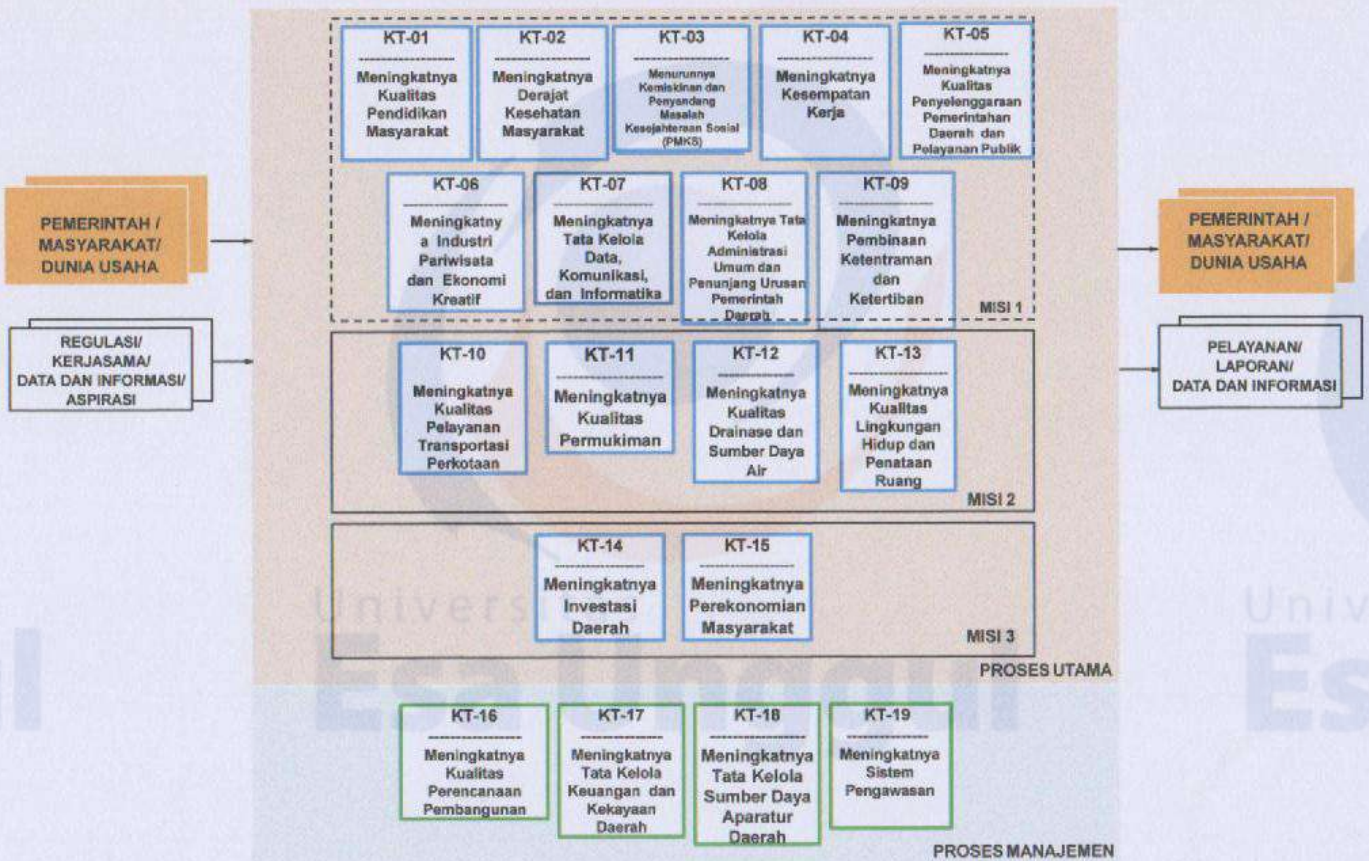 KT-01
Meningkatnya
Kualitas
Pendidikan
Masyarakat
KT-02
Meningkatnya
Derajat
Kesehatan
Masyarakat
KT-03
Menurunnya
Kemiskinan dan
Penyandang
Masalah
Kesejahteraan Sosial
(PMKS)
KT-04
Meningkatnya
Kesempatan
Kerja
KT-05
Meningkatnya
Kualitas
Penyelenggaraan
Pemerintahan
Daerah dan
Pelayanan Publik
KT-06
Meningkatny
a Industri
Pariwisata
dan Ekonomi
Kreatif
KT-07
Meningkatnya
Tata Kelola
Data,
Komunikasi,
dan Informatika
KT-08
Meningkatnya Tata
Kelola
Administrasi
Umum dan
Penunjang Urusan
Pemerintah
Daerah
KT-09
Meningkatnya
Pembinaan
Ketentraman
dan
Ketertiban
MISI 1
PEMERINTAH /
MASYARAKAT/
DUNIA USAHA
REGULASI/
KERJASAMA/
DATA DAN INFORMASI/
ASPIRASI
PEMERINTAH /
MASYARAKAT/
DUNIA USAHA
PELAYANAN/
LAPORAN/
DATA DAN INFORMASI
KT-10
Meningkatnya
Kualitas
Pelayanan
Transportasi
Perkotaan
KT-11
Meningkatnya
Kualitas
Permukiman
KT-12
Meningkatnya
Kualitas
Drainase dan
Sumber Daya
Air
KT-13
Meningkatnya
Kualitas
Lingkungan
Hidup dan
Penataan
Ruang
MISI 2
KT-14
Meningkatnya
Investasi
Daerah
KT-15
Meningkatnya
Perekonomian
Masyarakat
MISI 3
PROSES UTAMA
KT-16
Meningkatnya
Kualitas
Perencanaan
Pembangunan
KT-17
Meningkatnya
Tata Kelola
Keuangan dan
Kekayaan
Daerah
KT-18
Meningkatnya
Tata Kelola
Sumber Daya
Aparatur
Daerah
KT-19
Meningkatnya
Sistem
Pengawasan
PROSES MANAJEMEN
Esa Unggul